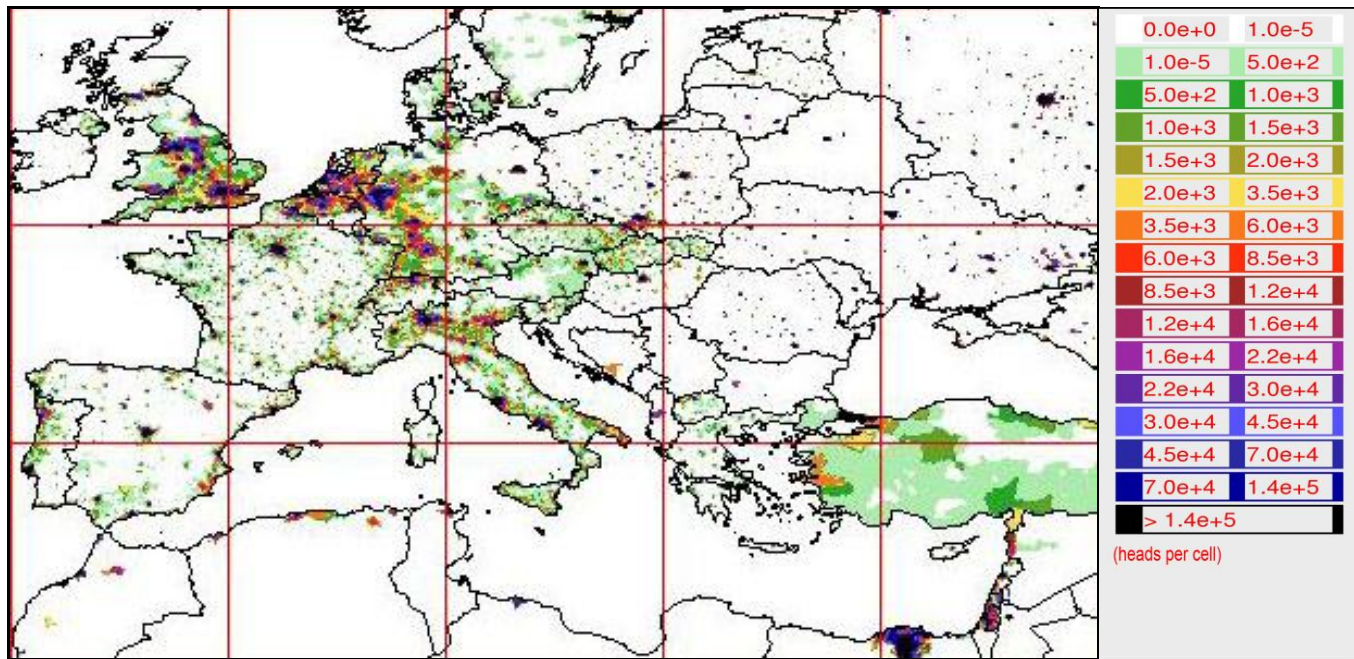 0.0e+0 1.0e-5
1.0e-5 5.0e+2
5.0e+2 1.0e+3
1.0e+3 1.5e+3
1.5e+3 2.0e+3
2.0e+3 3.5e+3
3.5e+3 6.0e+3
6.0e+3 8.5e+3
8.5e+3 1.2e+4
1.2e+4 1.6e+4
1.6e+4 2.2e+4
2.2e+4 3.0e+4
3.0e+4 4.5e+4
4.5e+4 7.0e+4
7.0e+4 1.4e+5
> 1.4e+5
(heads per cell)